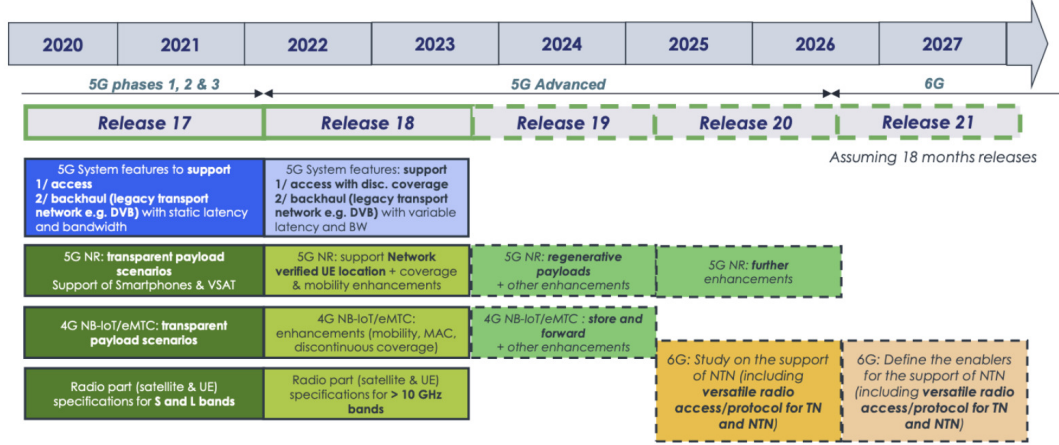 2020 2021 2022 2023 2024 2025 2026 2027
5G phases 1, 2 & 3 5G Advanced 6G
Release 17 Release 18 Release 19 Release 20 Release 21
Assuming 18 months releases
5G System features to support
1/ access
2/ backhaul (legacy transport
network e.g. DVB) with static latency
and bandwidth
5G System features: support
1/ access with disc. coverage
2/ backhaul (legacy transport
network e.g. DVB) with variable
latency and BW
5G NR: transparent payload
scenarios
Support of Smartphones & VSAT
5G NR: support Network
verified UE location + coverage
& mobility enhancements
5G NR: regenerative
payloads
+ other enhancements
5G NR: further
enhancements
4G NB-IoT/eMTC: transparent
payload scenarios
4G NB-IoT/eMTC:
enhancements (mobility, MAC,
discontinuous coverage)
4G NB-IoT/eMTC : store and
forward
+ other enhancements
Radio part (satellite & UE)
specifications for S and L bands
Radio part (satellite & UE)
specifications for > 10 GHz
bands
6G: Study on the support
of NTN (including
versatile radio
access/protocol for TN
and NTN)
6G: Define the enablers
for the support of NTN
(including versatile radio
access/protocol for TN
and NTN)